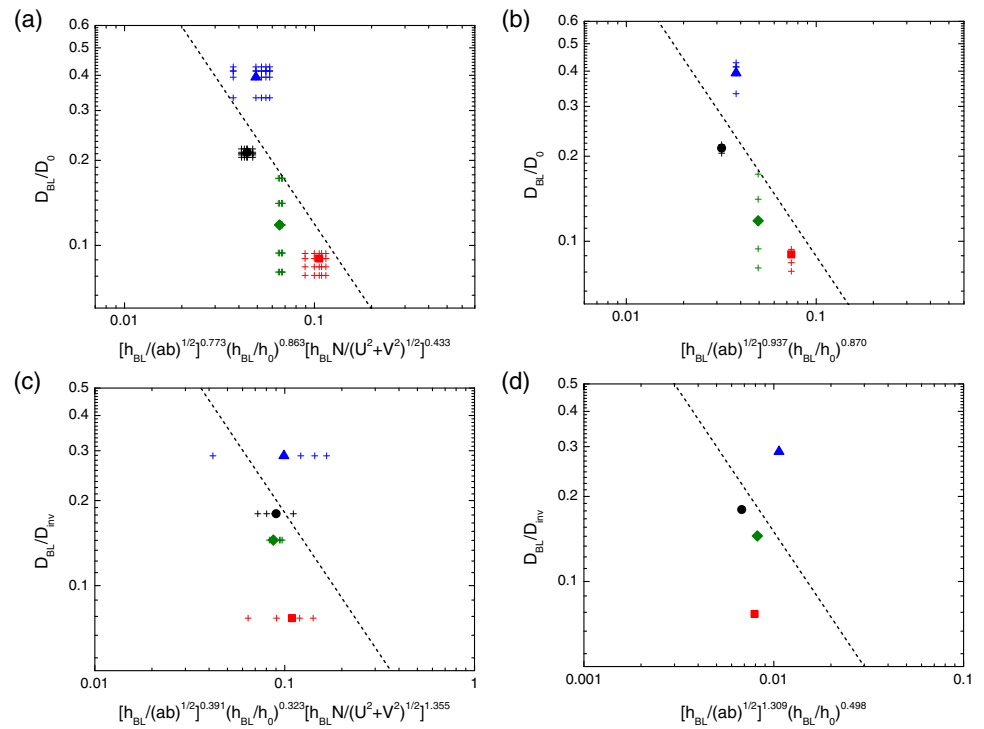 (a)
0.6
0.5
0.4
0.3
0.2
0.1
D_BL/D_0
0.01
0.1
[h_BL/(ab)^1/2]^0.773(h_BL/h_0)^0.863[h_BL N/(U^2+V^2)^1/2]^0.433
(b)
0.6
0.5
0.4
0.3
0.2
0.1
D_BL/D_0
0.01
0.1
[h_BL/(ab)^1/2]^0.937(h_BL/h_0)^0.870
(c)
0.5
0.4
0.3
0.2
0.1
D_BL/D_inv
0.01
0.1
1
[h_BL/(ab)^1/2]^0.391(h_BL/h_0)^0.323[h_BL N/(U^2+V^2)^1/2]^1.355
(d)
0.5
0.4
0.3
0.2
0.1
D_BL/D_inv
0.001
0.01
0.1
[h_BL/(ab)^1/2]^1.309(h_BL/h_0)^0.498